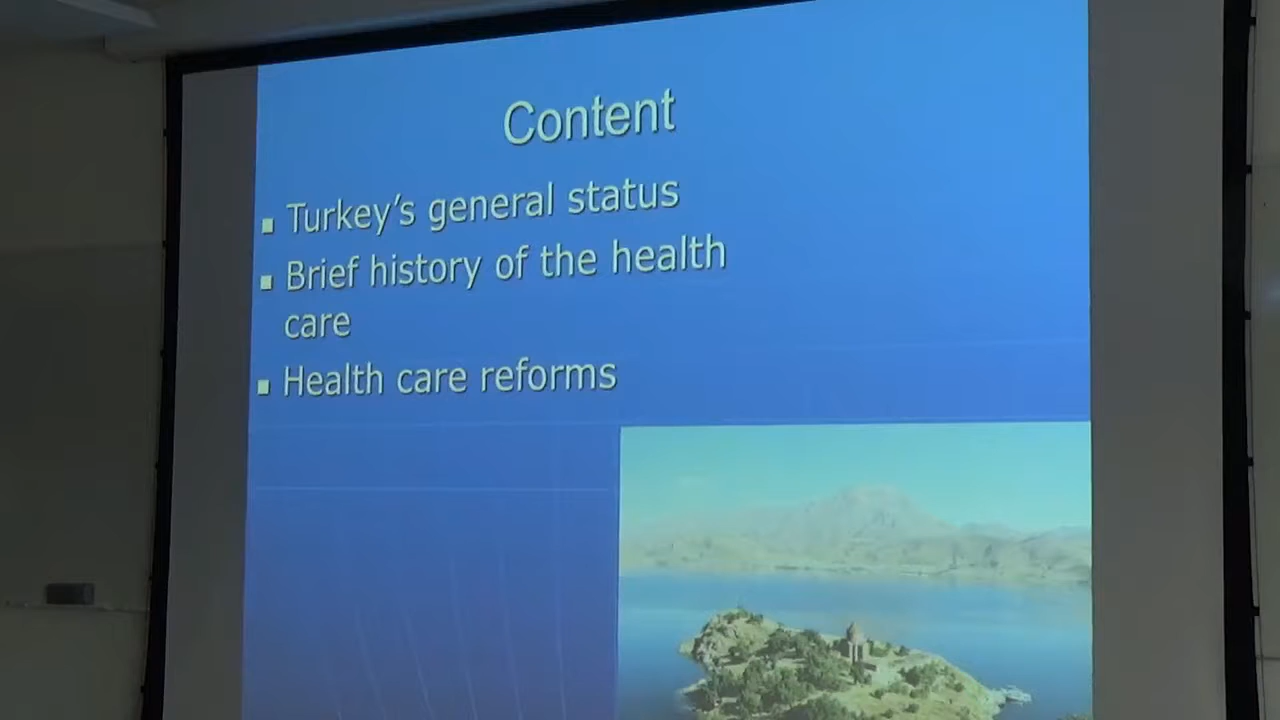 Content
Turkey's general status
Brief history of the health
care
Health care reforms